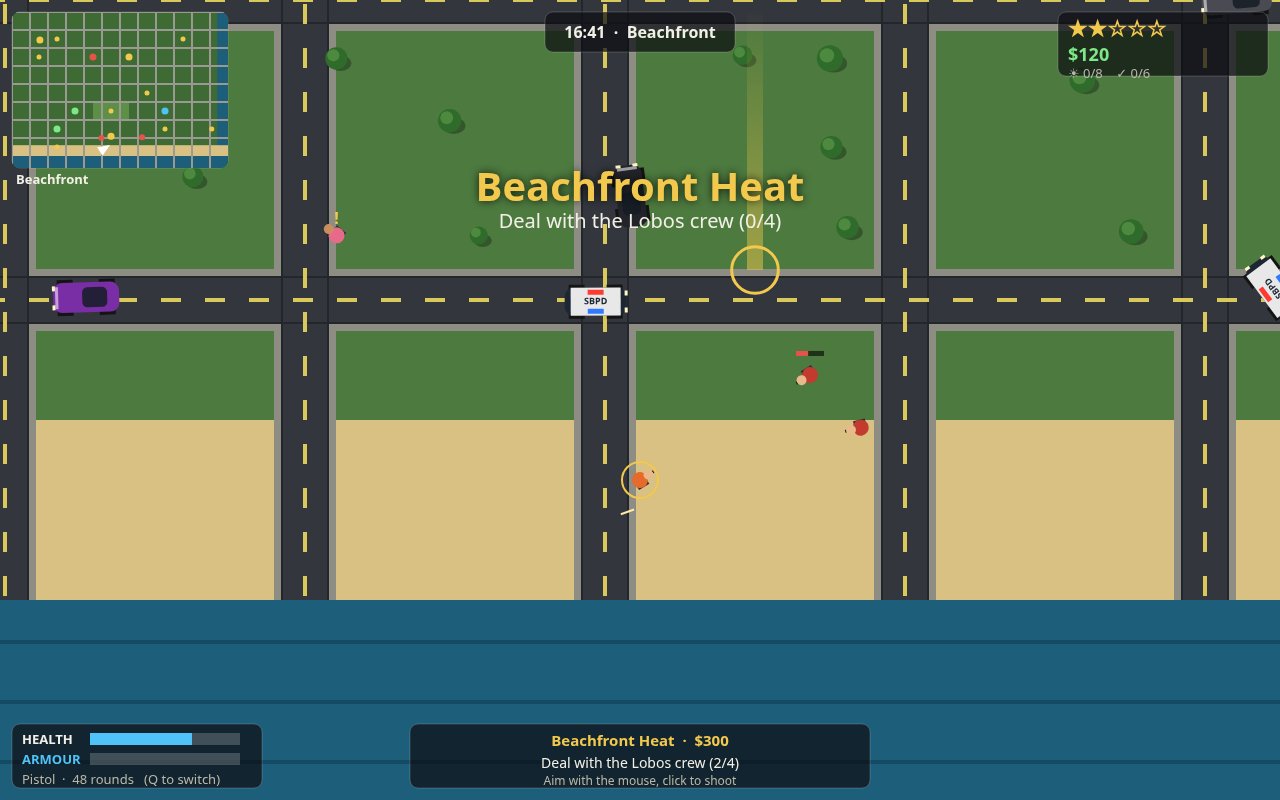 16:41 · Beachfront
★★☆☆☆
$120
☀ 0/8 ✓ 0/6
Beachfront
Beachfront Heat
Deal with the Lobos crew (0/4)
!
SBPD
SBPD
HEALTH
ARMOUR
Pistol · 48 rounds (Q to switch)
Beachfront Heat · $300
Deal with the Lobos crew (2/4)
Aim with the mouse, click to shoot